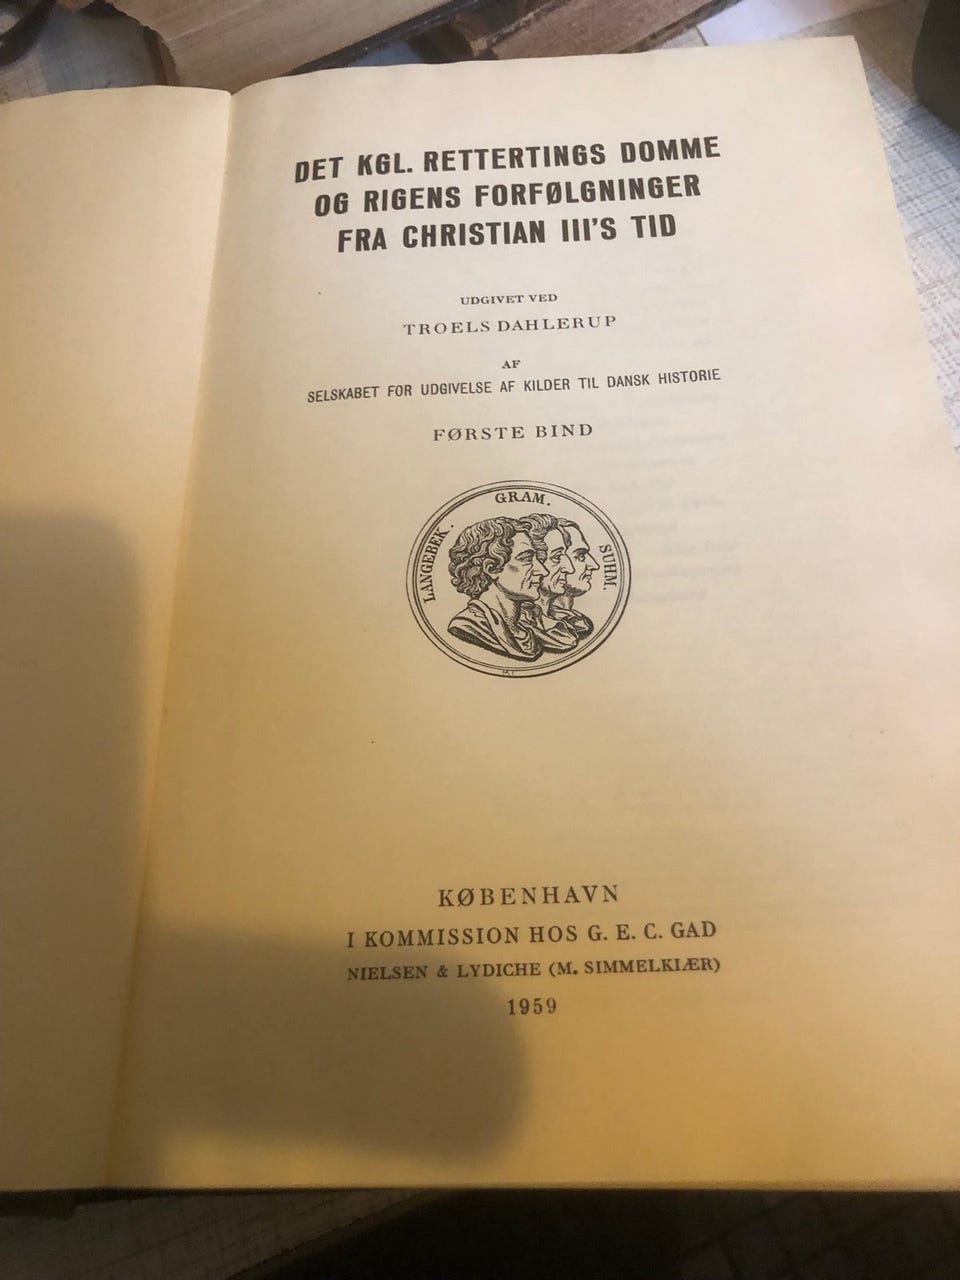 DET KGL. RETTERTINGS DOMME
OG RIGENS FORFØLGNINGER
FRA CHRISTIAN III'S TID
UDGIVET VED
TROELS DAHLERUP
AF
SELSKABET FOR UDGIVELSE AF KILDER TIL DANSK HISTORIE
FØRSTE BIND
LANGEBEK. GRAM. SUHM.
KØBENHAVN
I KOMMISSION HOS G. E. C. GAD
NIELSEN & LYDICHE (M. SIMMELKIÆR)
1959